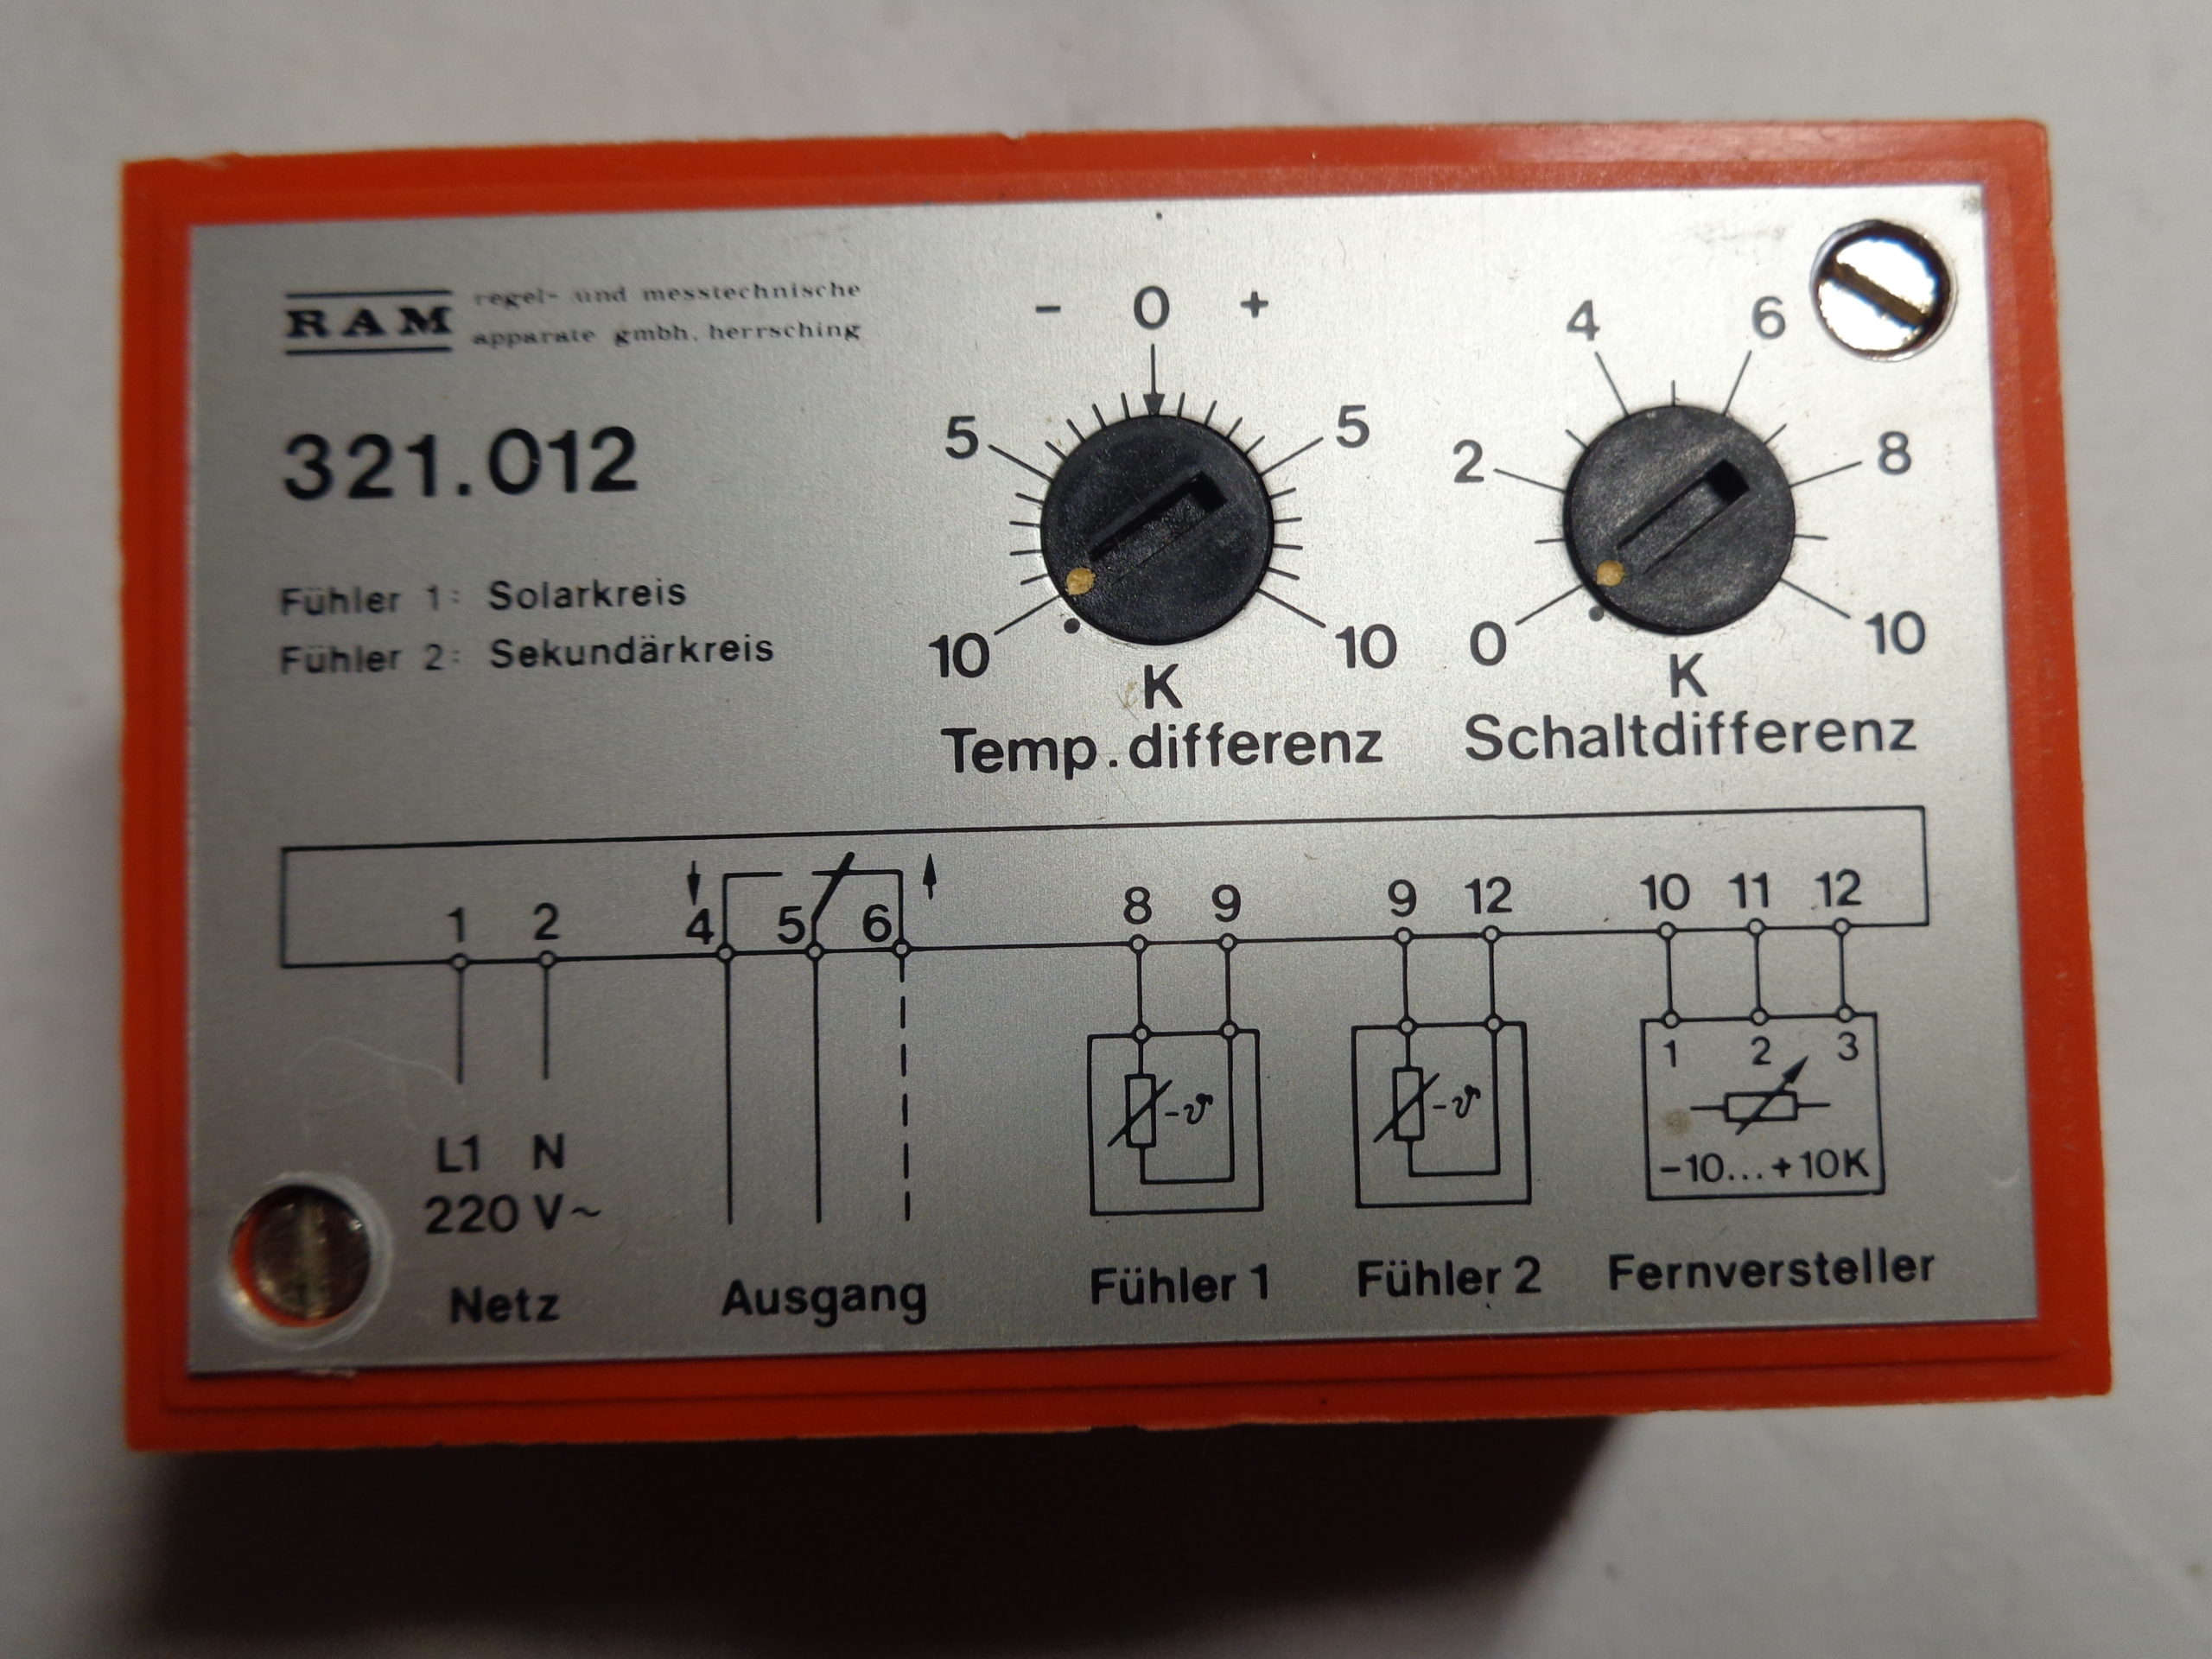 RAM
regel- und messtechnische
apparate gmbh. herrsching
321.012
Fühler 1: Solarkreis
Fühler 2: Sekundärkreis
- 0 +
5 5
10 10
K
Temp.differenz
4 6
2 8
0 10
K
Schaltdifferenz
1 2 4 5 6 8 9 9 12 10 11 12
1 2 3
-ϑ -ϑ
-10...+10K
L1 N
220 V~
Netz Ausgang Fühler 1 Fühler 2 Fernversteller